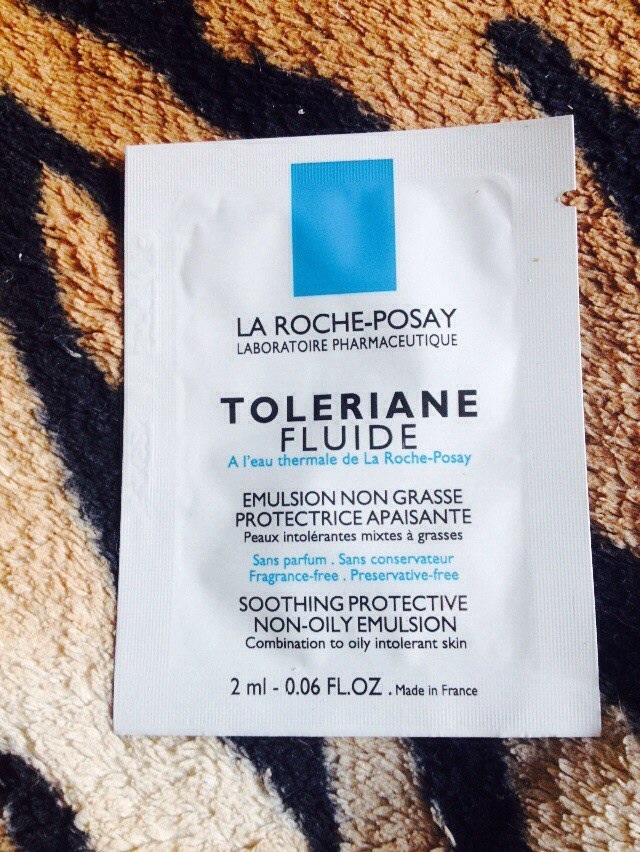 LA ROCHE-POSAY
LABORATOIRE PHARMACEUTIQUE
TOLERIANE
FLUIDE
A l'eau thermale de La Roche-Posay
EMULSION NON GRASSE
PROTECTRICE APAISANTE
Peaux intolérantes mixtes à grasses
Sans parfum . Sans conservateur
Fragrance-free . Preservative-free
SOOTHING PROTECTIVE
NON-OILY EMULSION
Combination to oily intolerant skin
2 ml - 0.06 FL.OZ . Made in France